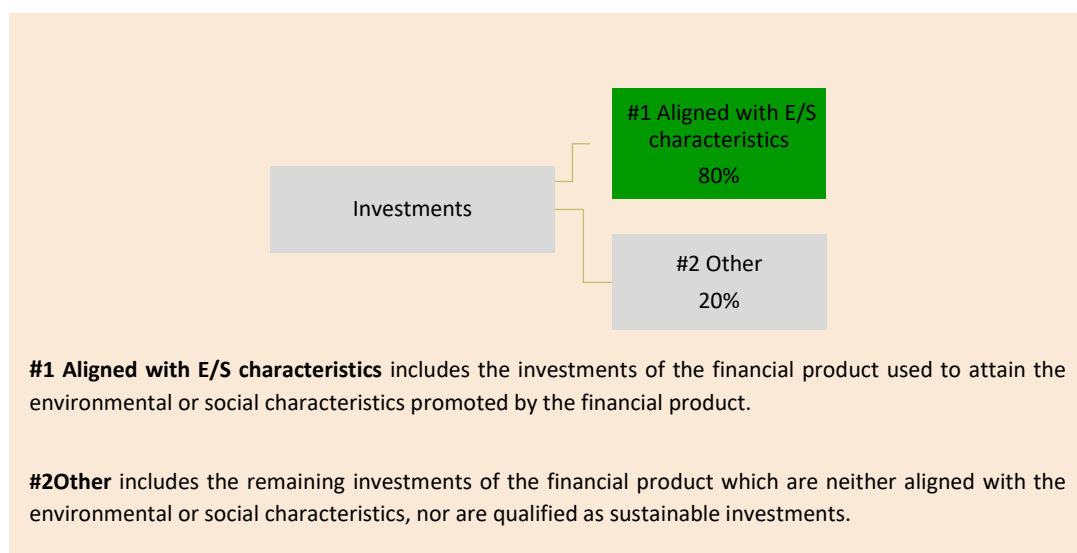 #1 Aligned with E/S
characteristics
80%
Investments
#2 Other
20%
#1 Aligned with E/S characteristics includes the investments of the financial product used to attain the
environmental or social characteristics promoted by the financial product.
#2Other includes the remaining investments of the financial product which are neither aligned with the
environmental or social characteristics, nor are qualified as sustainable investments.